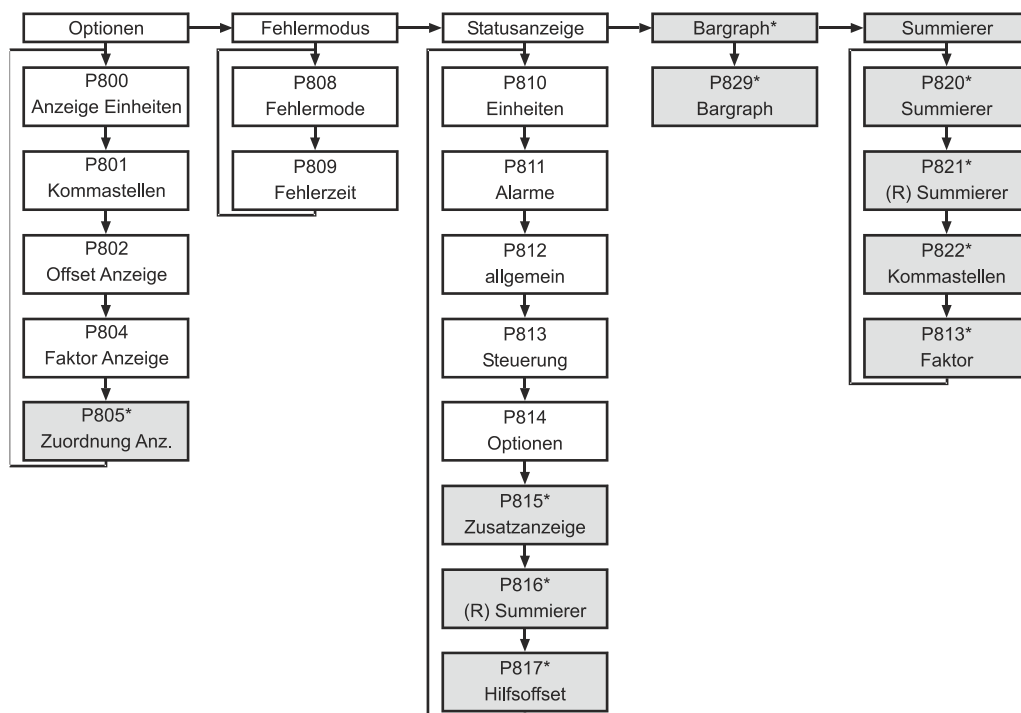 Optionen
Fehlermodus
Statusanzeige
Bargraph*
Summierer
P800
Anzeige Einheiten
P801
Kommastellen
P802
Offset Anzeige
P804
Faktor Anzeige
P805*
Zuordnung Anz.
P808
Fehlermode
P809
Fehlerzeit
P810
Einheiten
P811
Alarme
P812
allgemein
P813
Steuerung
P814
Optionen
P815*
Zusatzanzeige
P816*
(R) Summierer
P817*
Hilfsoffset
P829*
Bargraph
P820*
Summierer
P821*
(R) Summierer
P822*
Kommastellen
P813*
Faktor